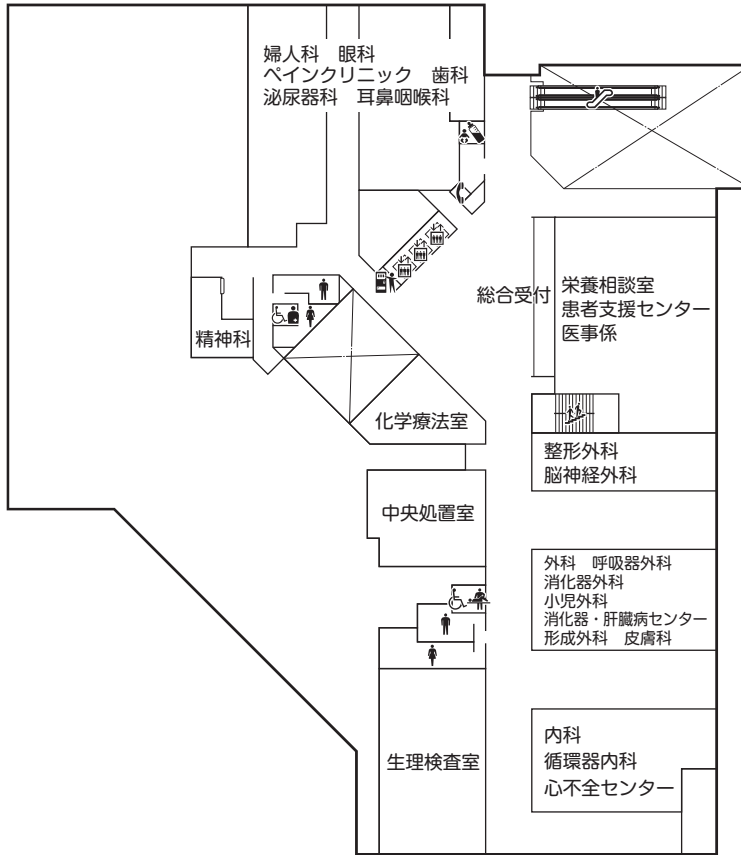 婦人科　眼科
ペインクリニック　歯科
泌尿器科　耳鼻咽喉科
総合受付
栄養相談室
患者支援センター
医事係
精神科
化学療法室
整形外科
脳神経外科
中央処置室
外科　呼吸器外科
消化器外科
小児外科
消化器・肝臓病センター
形成外科　皮膚科
生理検査室
内科
循環器内科
心不全センター